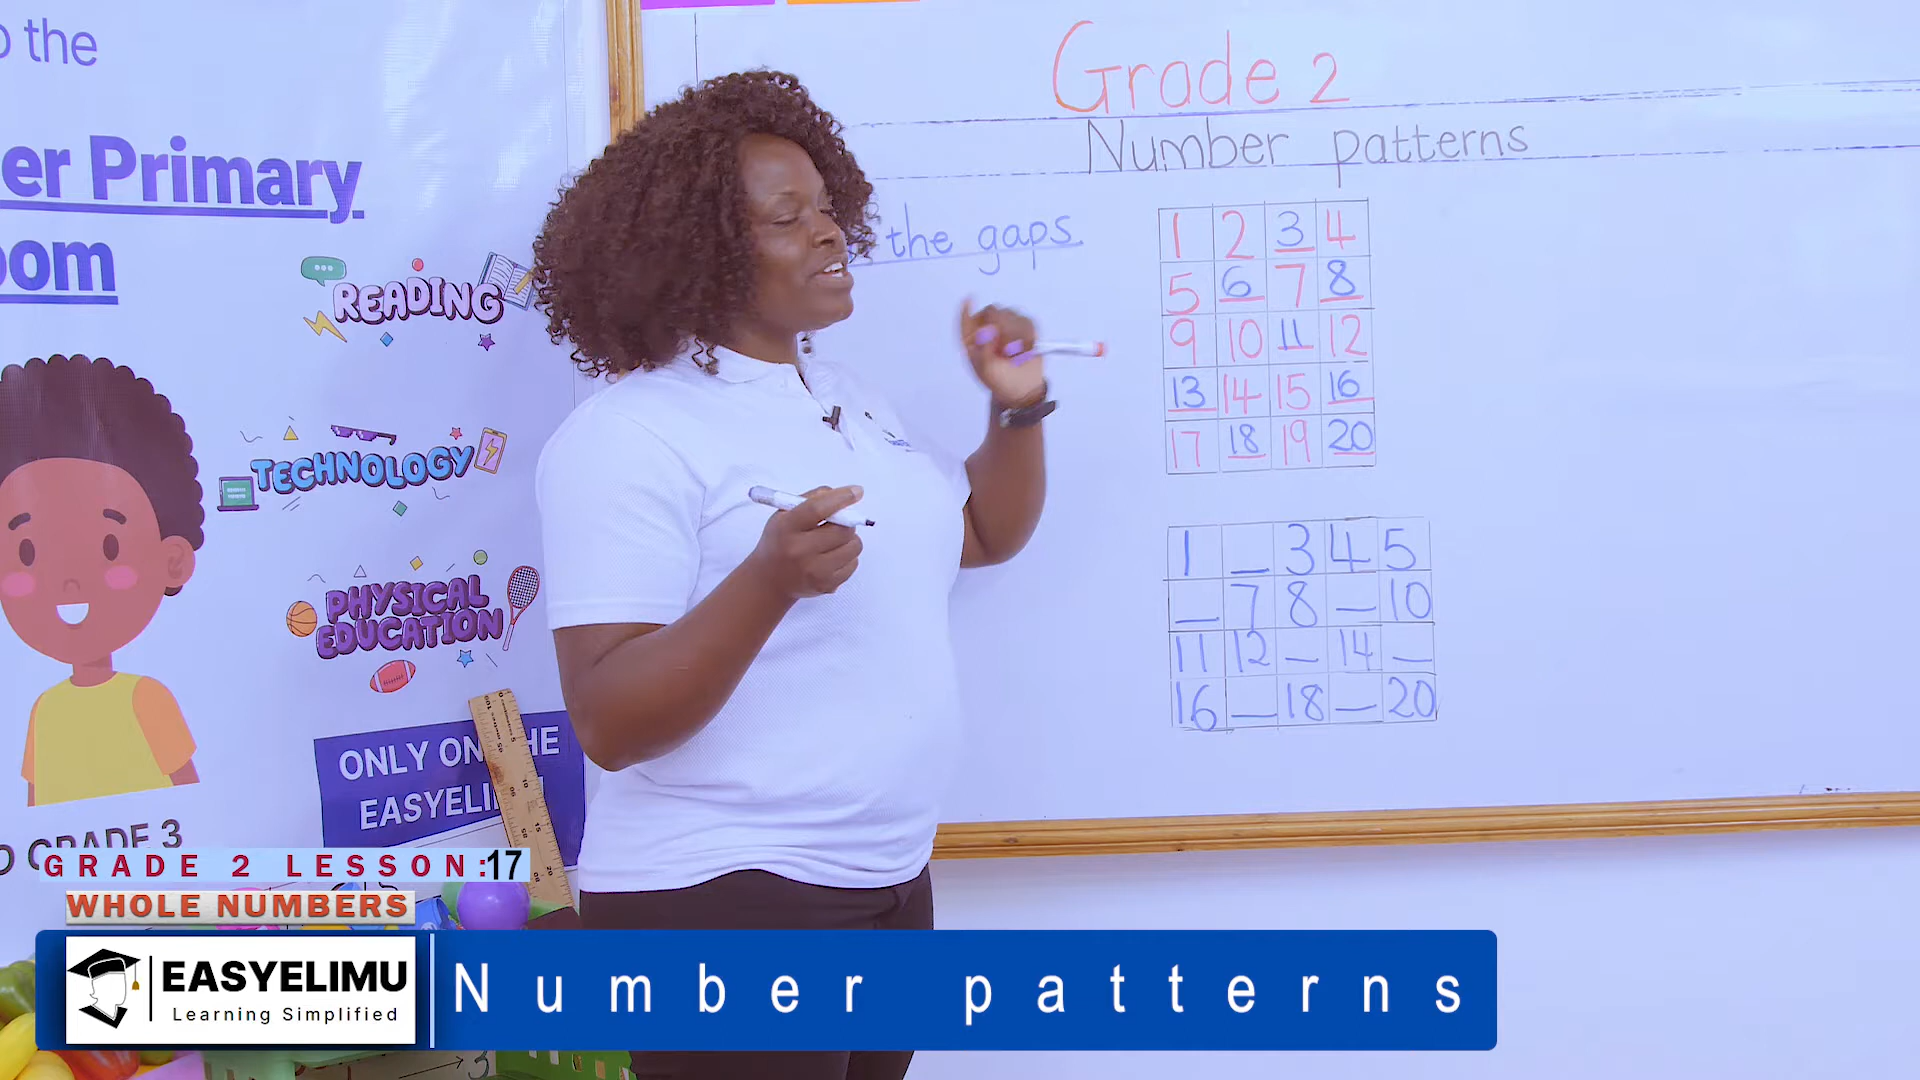 the
er Primary
oom
READING
TECHNOLOGY
PHYSICAL
EDUCATION
ONLY ON THE
GRADE 3
Grade 2
Number patterns
the gaps.
1 2 3 4
5 6 7 8
9 10 11 12
13 14 15 16
17 18 19 20
1 _ 3 4 5
_ 7 8 _ 10
11 12 _ 14 _
16 _ 18 _ 20
GRADE 2 LESSON:17
WHOLE NUMBERS
EASYELIMU
Learning Simplified
Number patterns
3